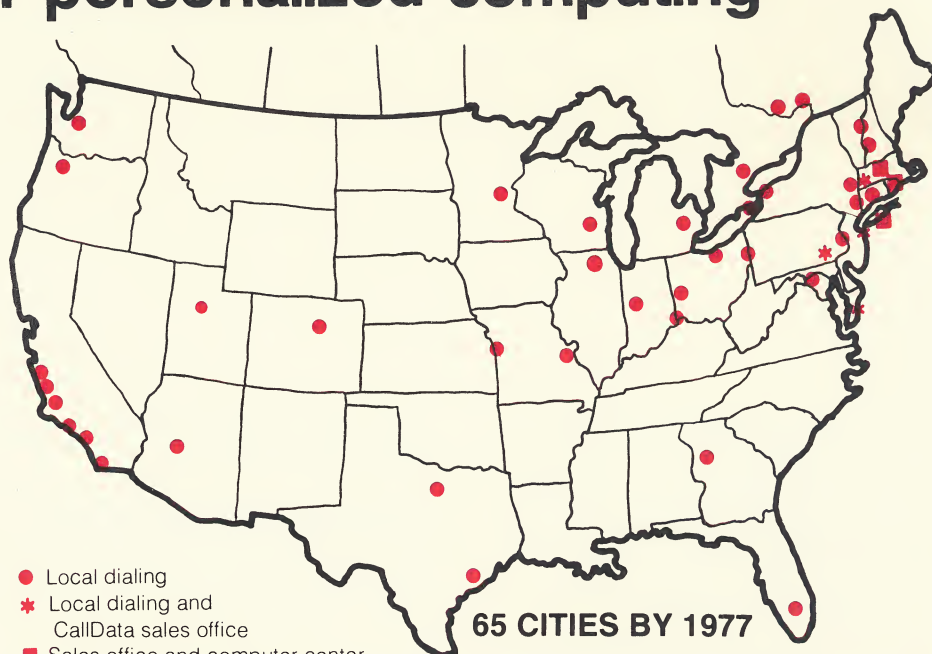 personalized computing
Local dialing
Local dialing and
CallData sales office
Sales office and computer center
65 CITIES BY 1977